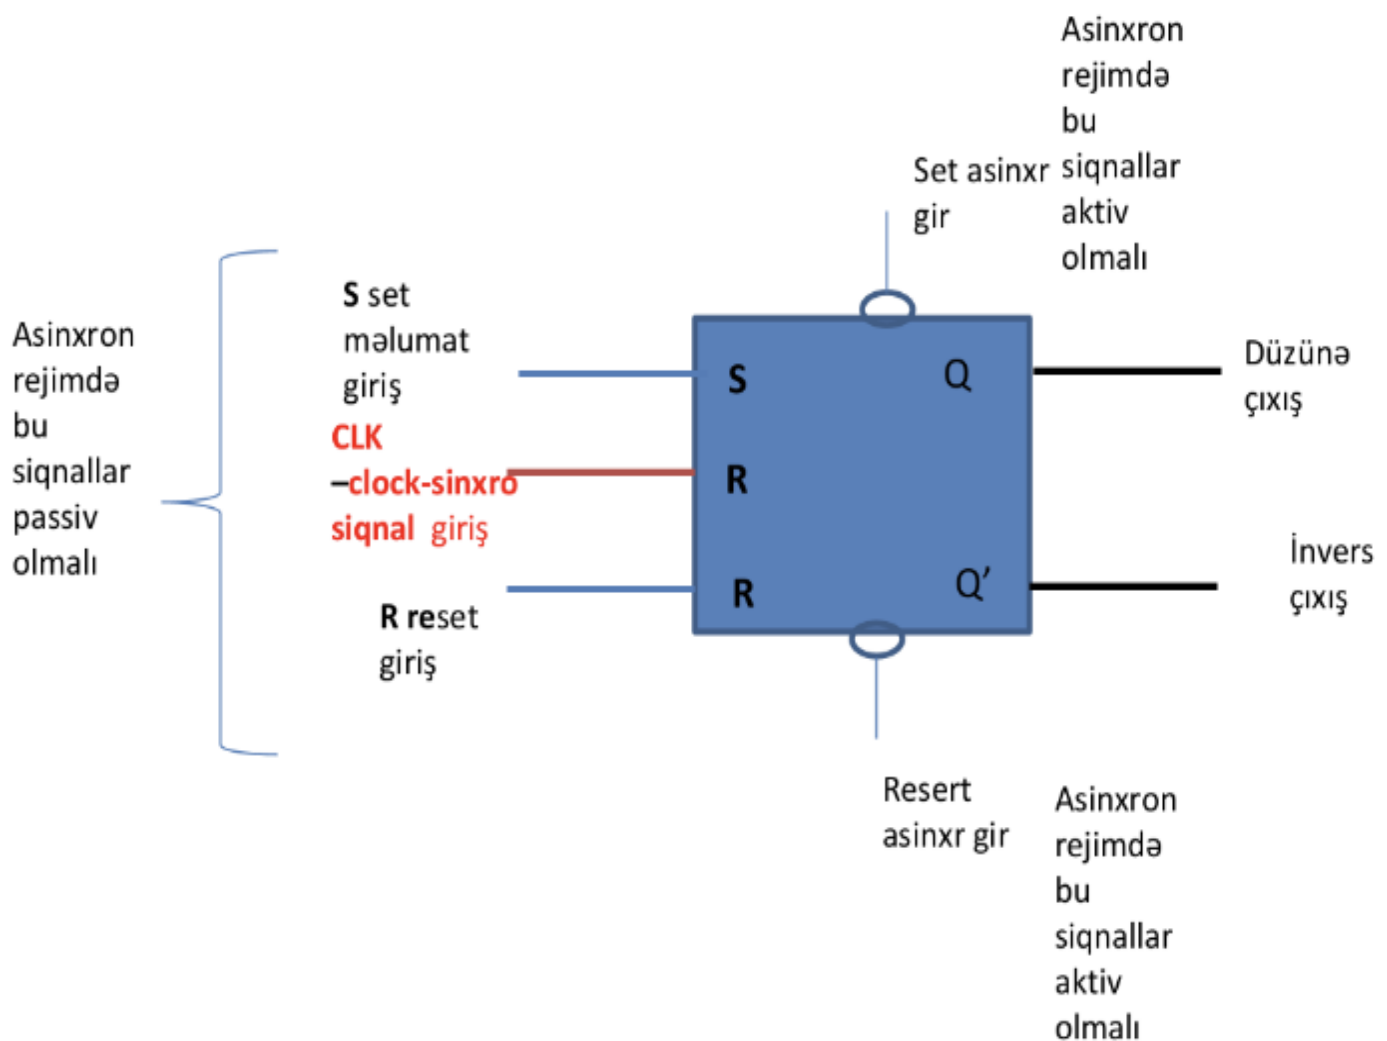 Asinxron
rejimdə
bu
siqnallar
aktiv
olmalı
Set asinxr
gir
S set
məlumat
giriş
CLK
–clock-sinxro
siqnal giriş
R reset
giriş
Asinxron
rejimdə
bu
siqnallar
passiv
olmalı
S
R
R
Q
Q’
Düzünə
çıxış
İnvers
çıxış
Resert
asinxr gir
Asinxron
rejimdə
bu
siqnallar
aktiv
olmalı